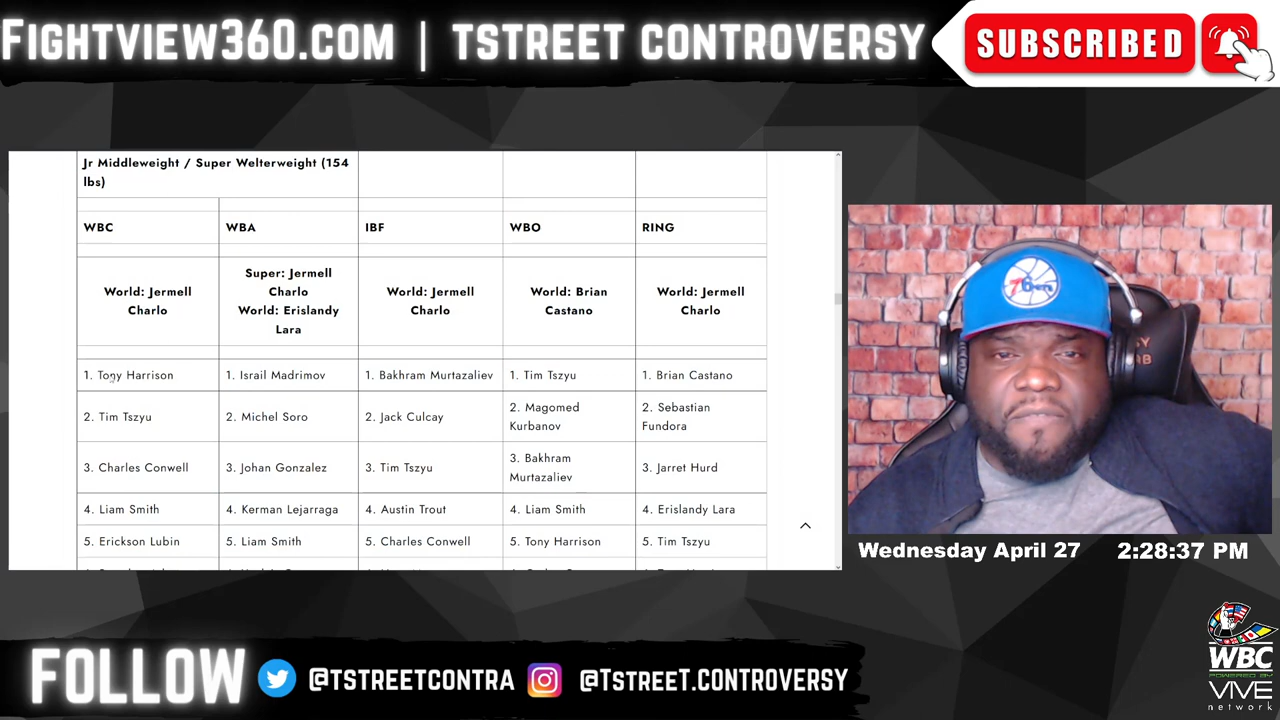 FIGHTVIEW360.COM | TSTREET CONTROVERSY
SUBSCRIBED
Jr Middleweight / Super Welterweight (154
lbs)
WBC
WBA
IBF
WBO
RING
World: Jermell
Charlo
Super: Jermell
Charlo
World: Erislandy
Lara
World: Jermell
Charlo
World: Brian
Castano
World: Jermell
Charlo
1. Tony Harrison
1. Israil Madrimov
1. Bakhram Murtazaliev
1. Tim Tszyu
1. Brian Castano
2. Tim Tszyu
2. Michel Soro
2. Jack Culcay
2. Magomed
Kurbanov
2. Sebastian
Fundora
3. Charles Conwell
3. Johan Gonzalez
3. Tim Tszyu
3. Bakhram
Murtazaliev
3. Jarret Hurd
4. Liam Smith
4. Kerman Lejarraga
4. Austin Trout
4. Liam Smith
4. Erislandy Lara
5. Erickson Lubin
5. Liam Smith
5. Charles Conwell
5. Tony Harrison
5. Tim Tszyu
76
Wednesday April 27
2:28:37 PM
FOLLOW
@TSTREETCONTRA
@TSTREET.CONTROVERSY
WBC
POWERED BY
VIVE
network